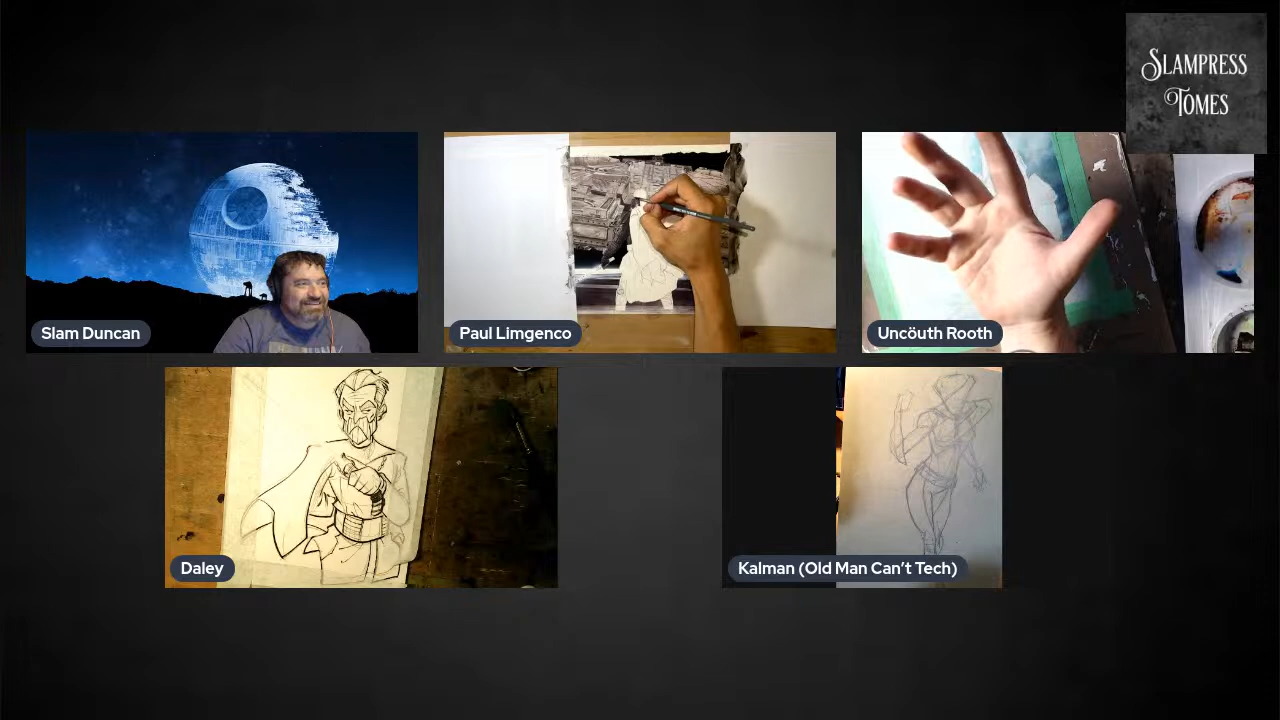 SLAMPRESS
TOMES
Slam Duncan
Paul Limgenco
Uncöuth Rooth
Daley
Kalman (Old Man Can't Tech)